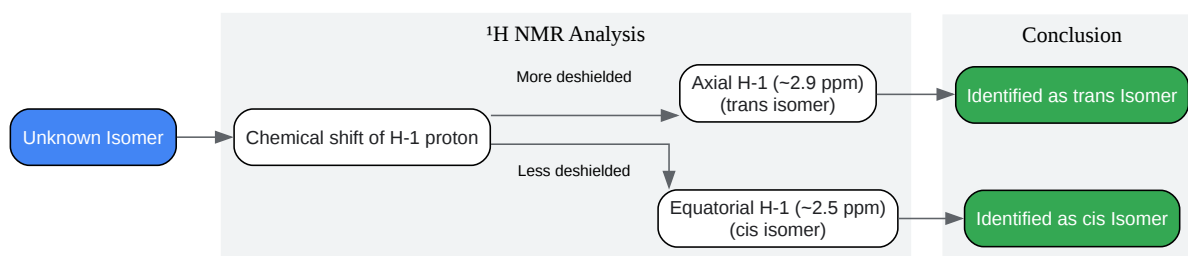 ¹H NMR Analysis
Conclusion
More deshielded
Axial H-1 (~2.9 ppm)
(trans isomer)
Identified as trans Isomer
Unknown Isomer
Chemical shift of H-1 proton
Less deshielded
Equatorial H-1 (~2.5 ppm)
(cis isomer)
Identified as cis Isomer